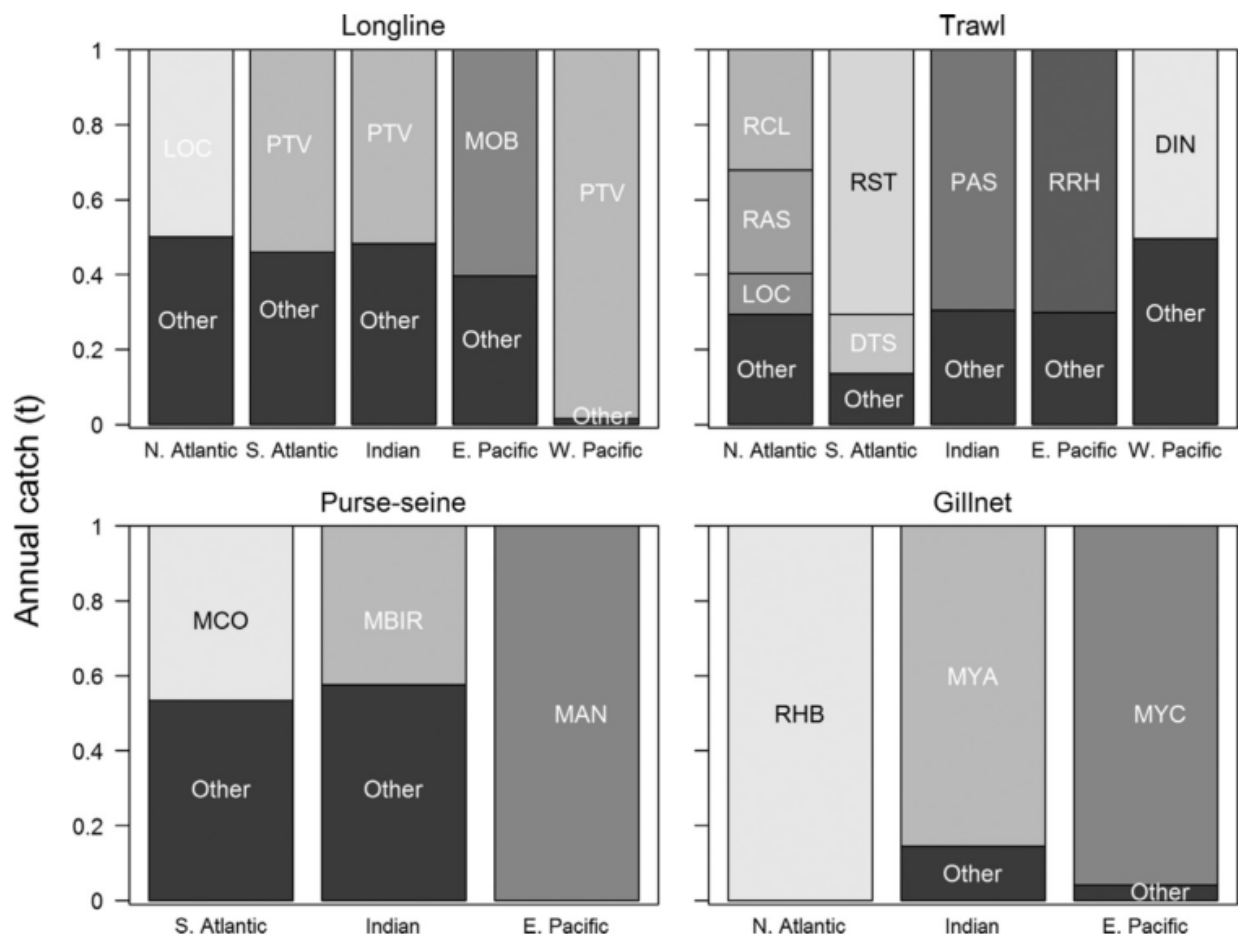 Longline
Trawl
Annual catch (t)
1
0.8
0.6
0.4
0.2
0
LOC
Other
PTV
Other
PTV
Other
MOB
Other
PTV
Other
N. Atlantic S. Atlantic Indian E. Pacific W. Pacific
RCL
RAS
LOC
Other
RST
DTS
Other
PAS
Other
RRH
Other
DIN
Other
N. Atlantic S. Atlantic Indian E. Pacific W. Pacific
Purse-seine
Gillnet
1
0.8
0.6
0.4
0.2
0
MCO
Other
MBIR
Other
MAN
S. Atlantic Indian E. Pacific
RHB
MYA
Other
MYC
Other
N. Atlantic Indian E. Pacific